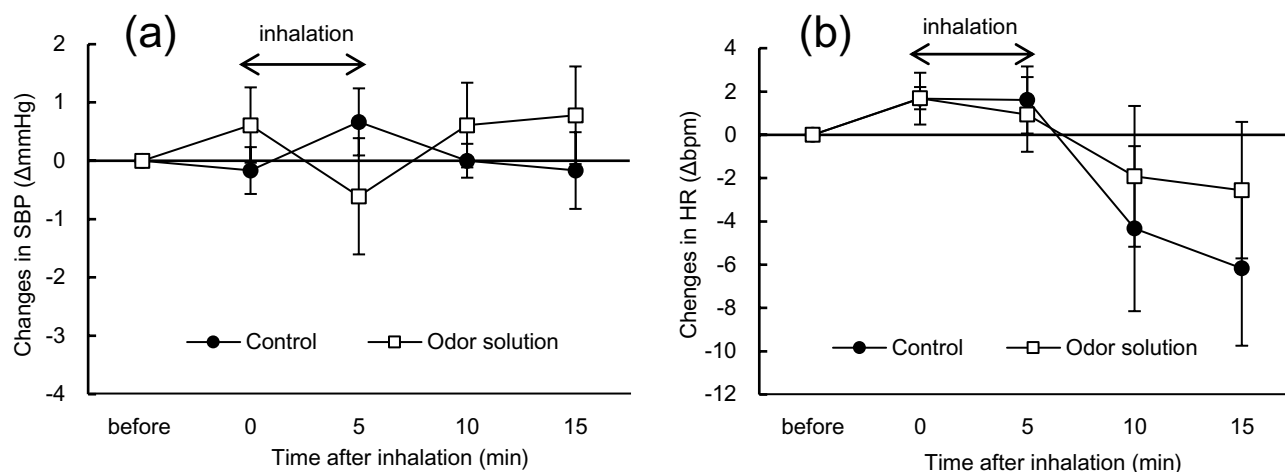 (a)
inhalation
2
1
0
-1
-2
-3
-4
Changes in SBP (ΔmmHg)
Control
Odor solution
before 0 5 10 15
Time after inhalation (min)
(b)
inhalation
4
2
0
-2
-4
-6
-8
-10
-12
Chenges in HR (Δbpm)
Control
Odor solution
before 0 5 10 15
Time after inhalation (min)